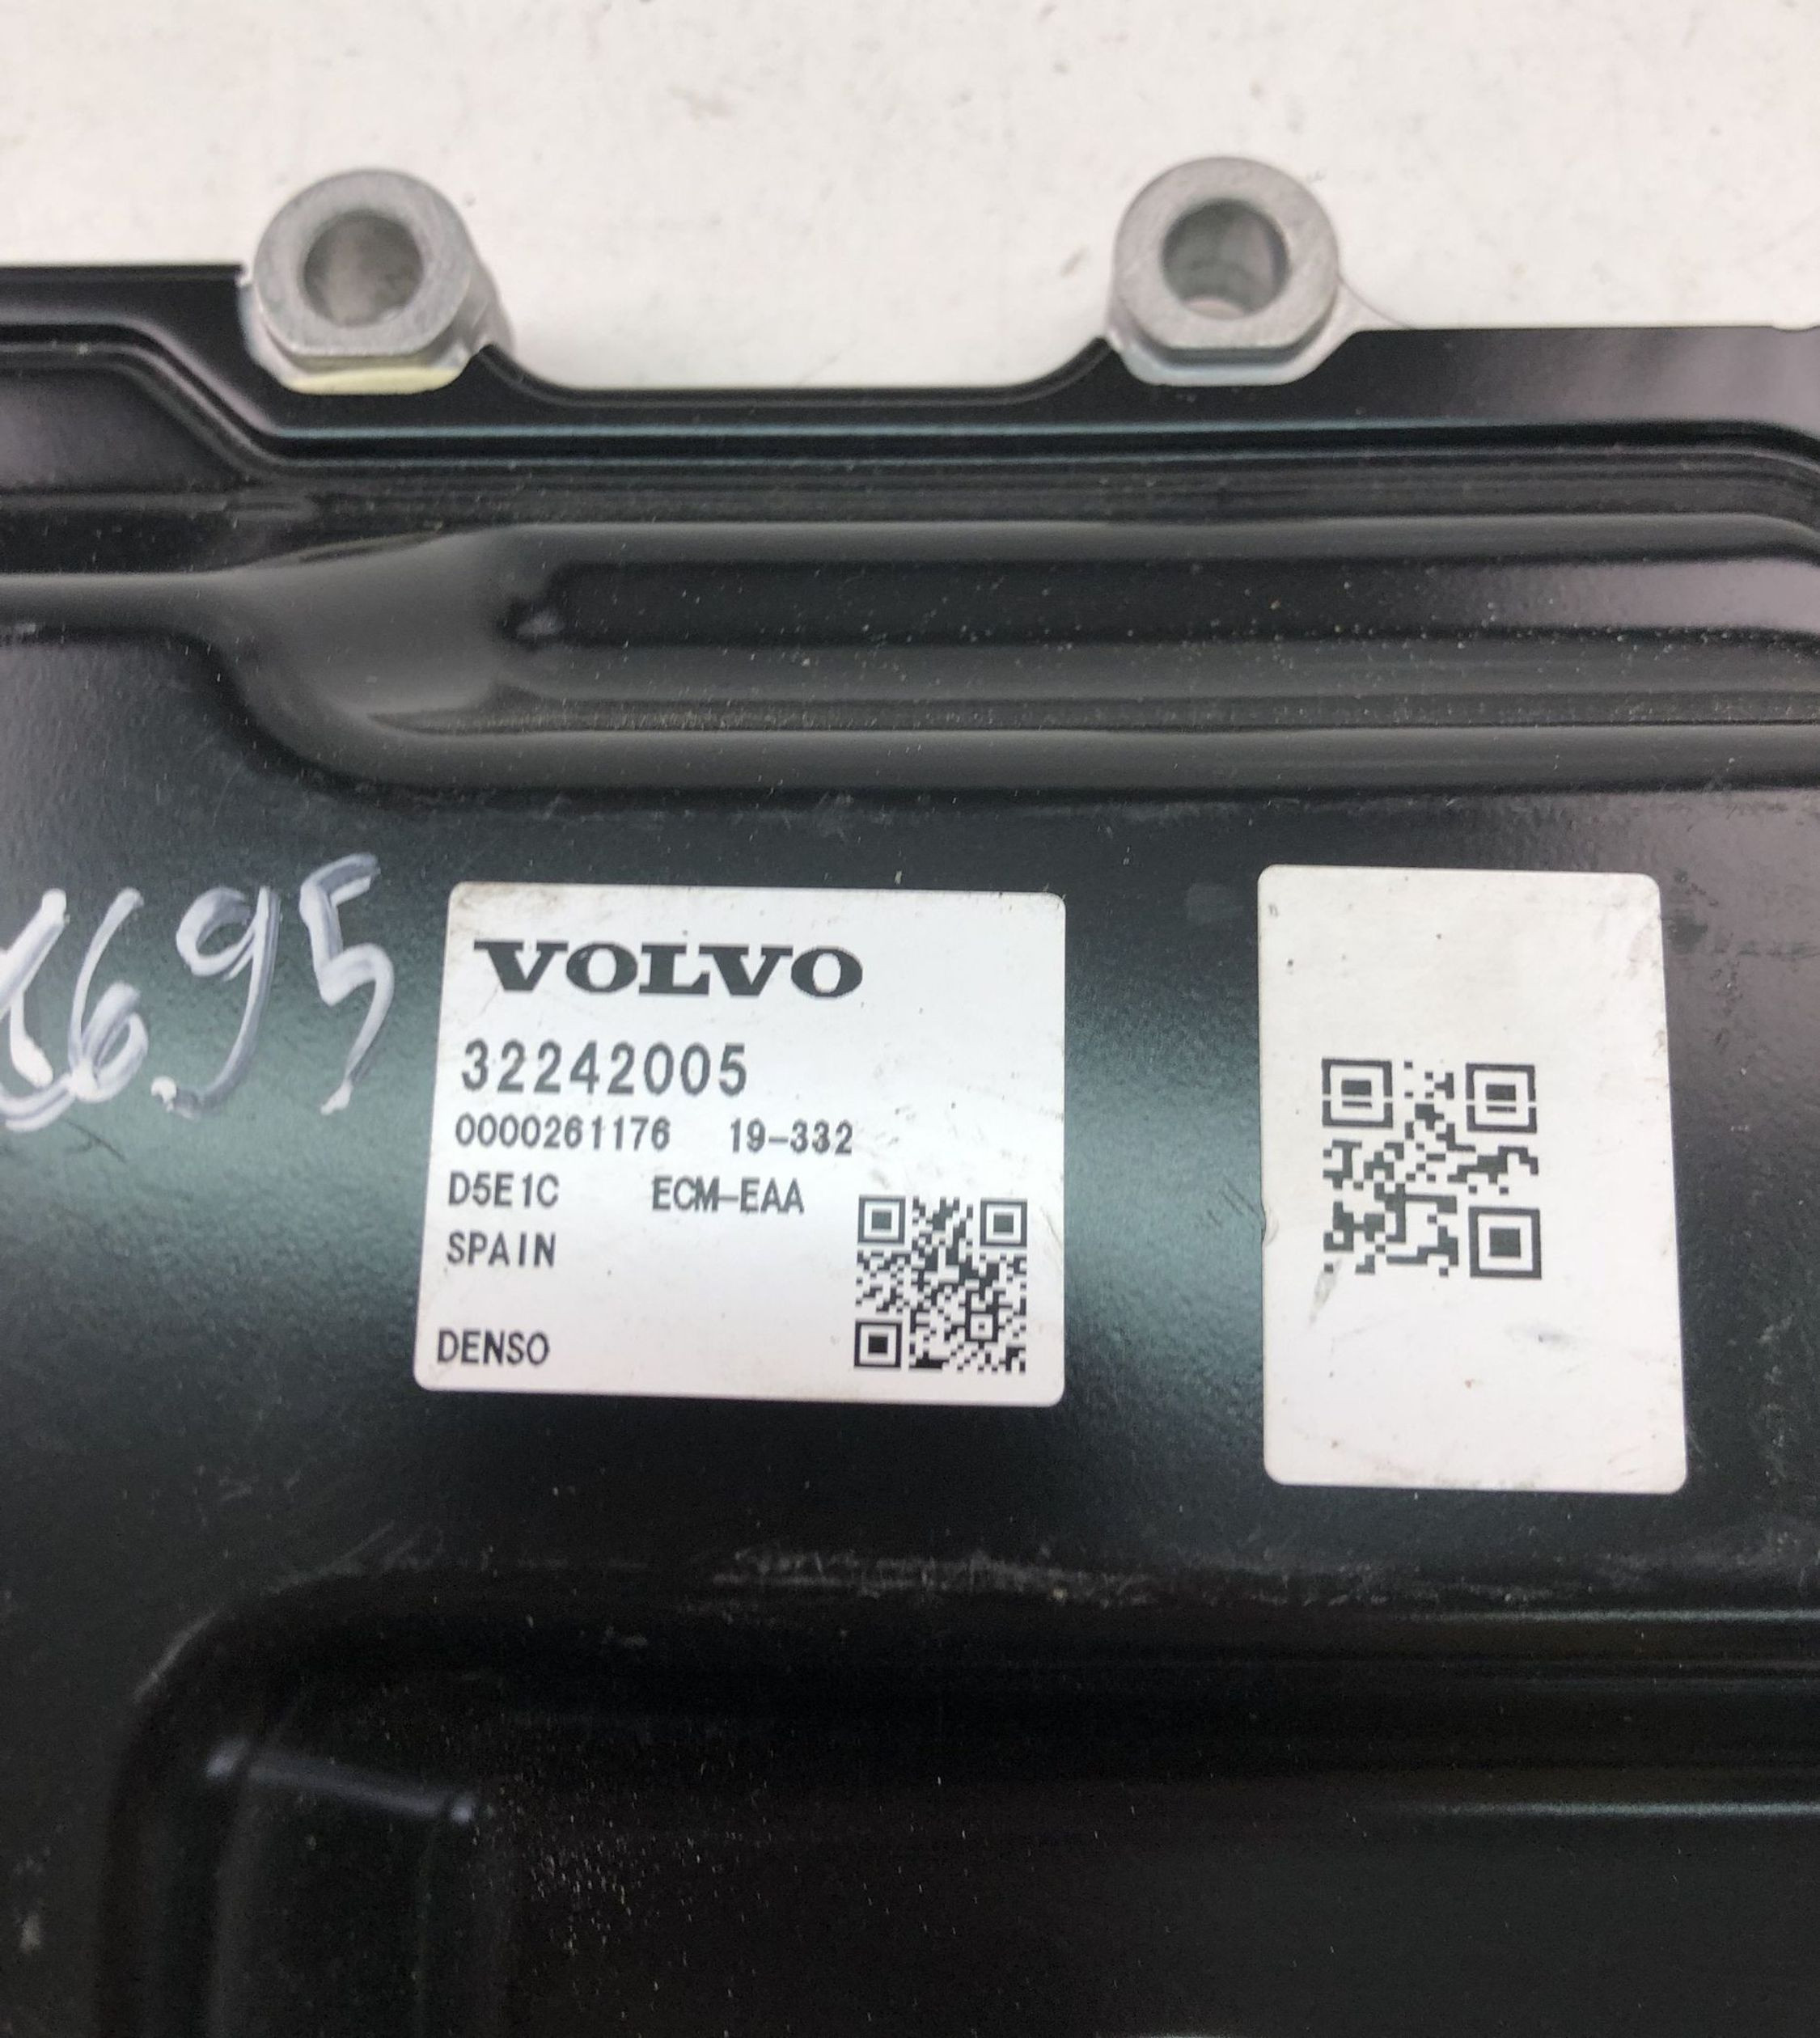 695
VOLVO
32242005
0000261176 19-332
D5E1C ECM-EAA
SPAIN
DENSO